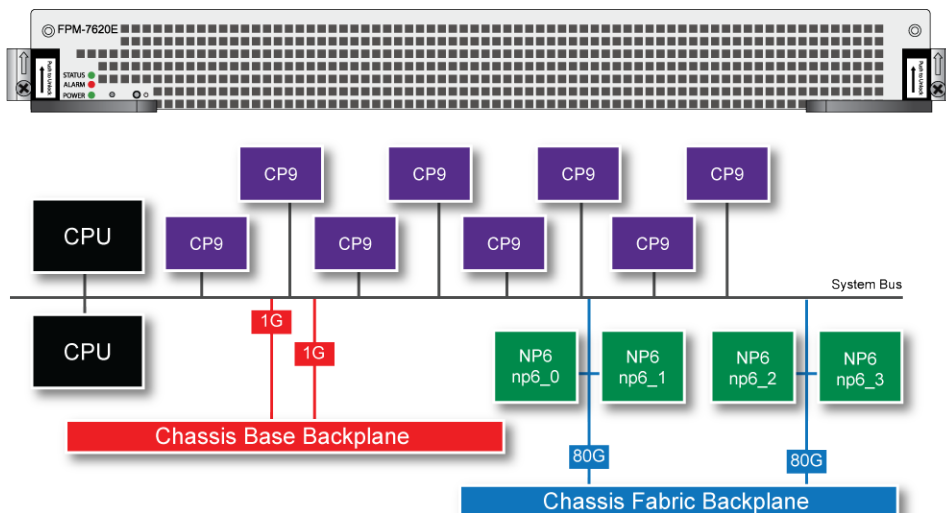 FPM-7620E
Push to Unlock
STATUS
ALARM
POWER
Push to Unlock
CP9
CP9
CP9
CP9
CPU
CP9
CP9
CP9
CP9
System Bus
CPU
1G
1G
NP6
np6_0
NP6
np6_1
NP6
np6_2
NP6
np6_3
Chassis Base Backplane
80G
80G
Chassis Fabric Backplane